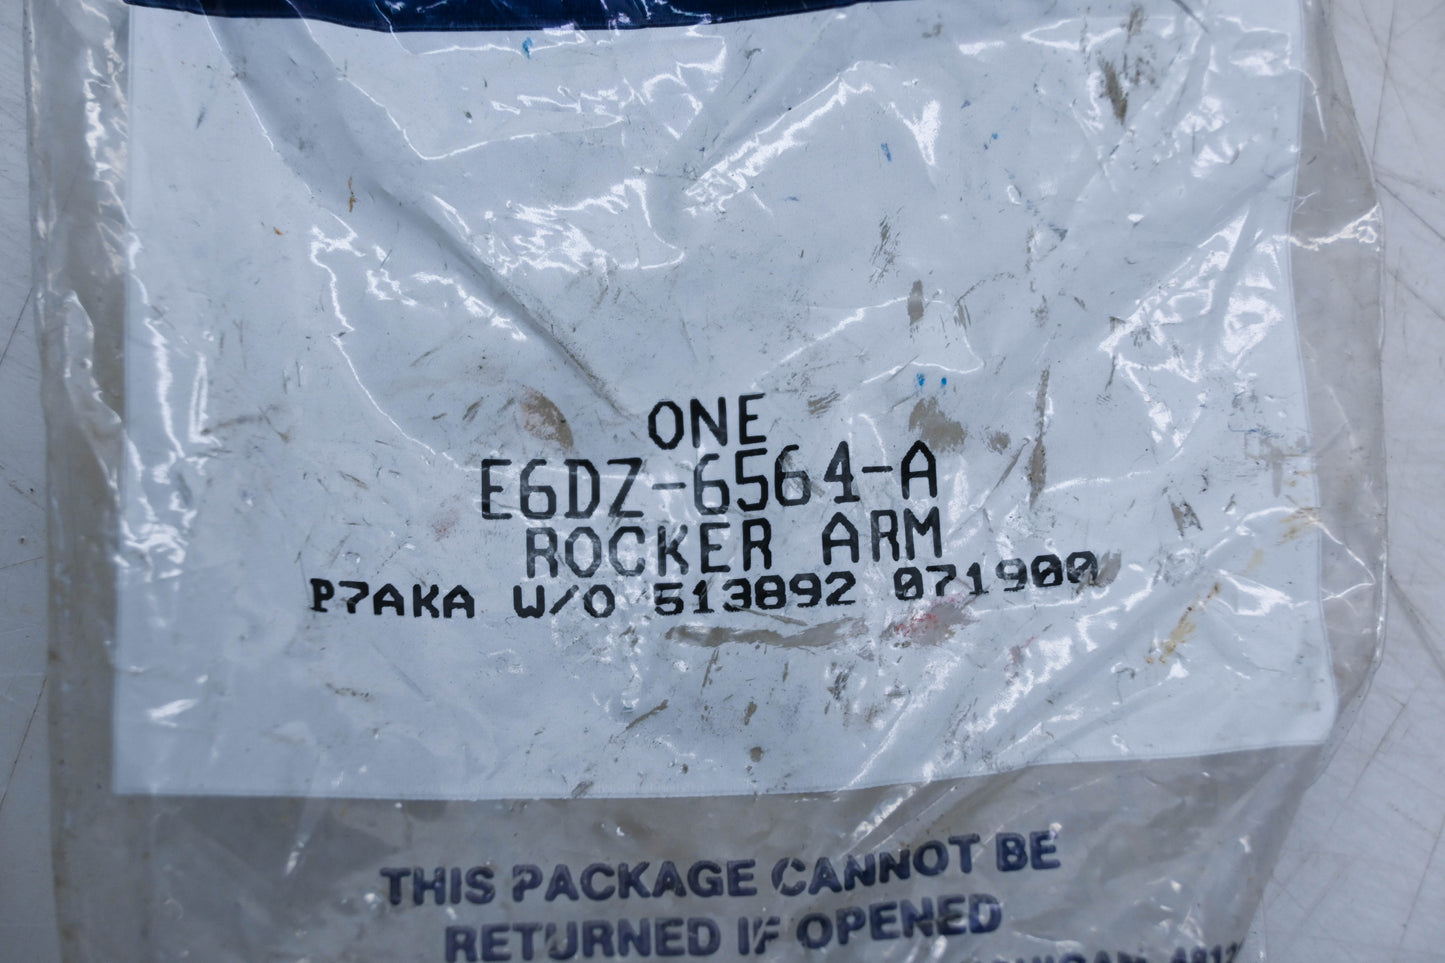 ONE
E6DZ-6564-A
ROCKER ARM
P7AKA W/O 513892 071900
THIS PACKAGE CANNOT BE
RETURNED IF OPENED